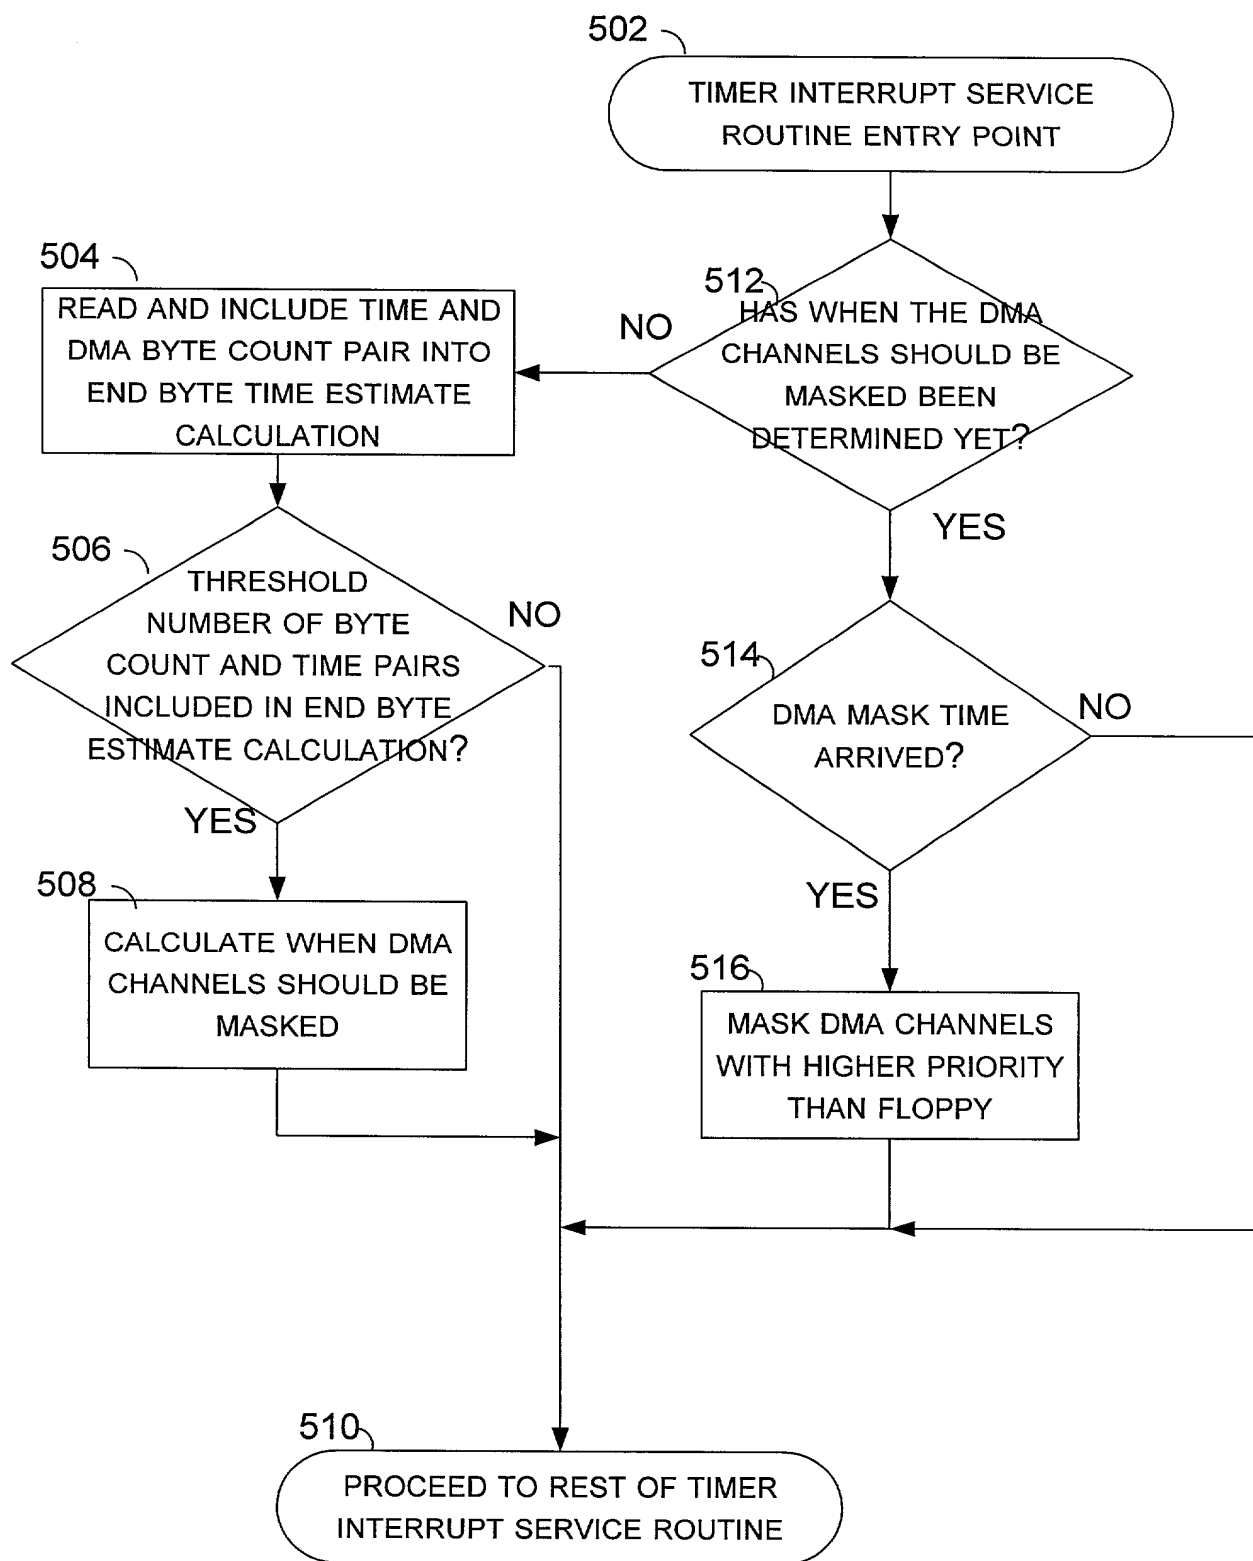 502
TIMER INTERRUPT SERVICE
ROUTINE ENTRY POINT
504
READ AND INCLUDE TIME AND
DMA BYTE COUNT PAIR INTO
END BYTE TIME ESTIMATE
CALCULATION
NO
512
HAS WHEN THE DMA
CHANNELS SHOULD BE
MASKED BEEN
DETERMINED YET?
YES
506
THRESHOLD
NUMBER OF BYTE
COUNT AND TIME PAIRS
INCLUDED IN END BYTE
ESTIMATE CALCULATION?
NO
YES
514
DMA MASK TIME
ARRIVED?
NO
YES
508
CALCULATE WHEN DMA
CHANNELS SHOULD BE
MASKED
516
MASK DMA CHANNELS
WITH HIGHER PRIORITY
THAN FLOPPY
510
PROCEED TO REST OF TIMER
INTERRUPT SERVICE ROUTINE